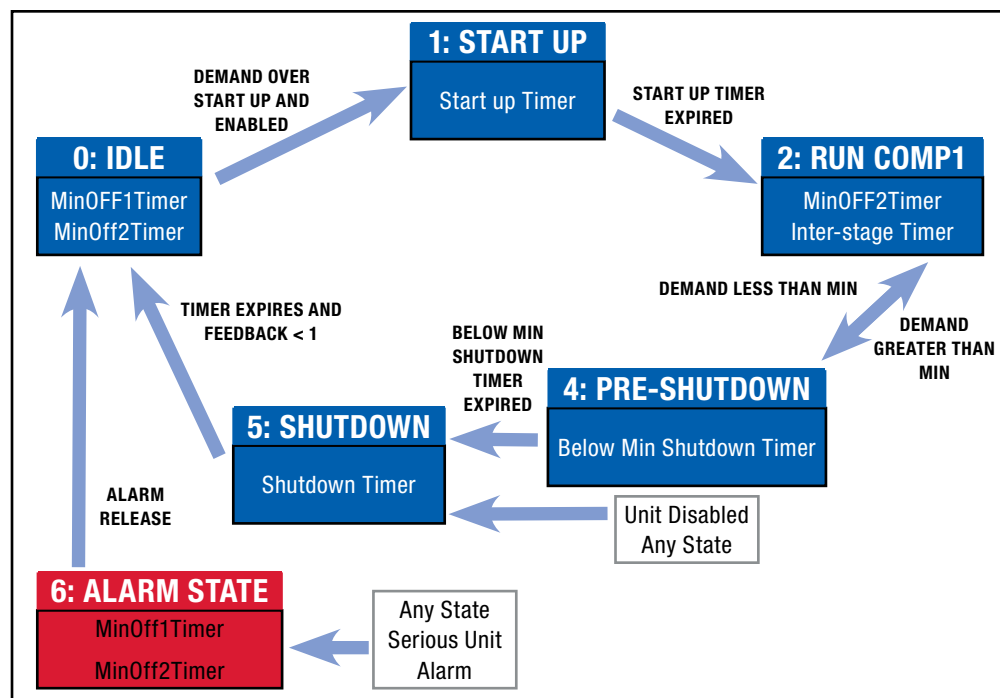 1: START UP
Start up Timer
DEMAND OVER
START UP AND
ENABLED
START UP TIMER
EXPIRED
0: IDLE
MinOFF1Timer
MinOff2Timer
2: RUN COMP1
MinOFF2Timer
Inter-stage Timer
DEMAND LESS THAN MIN
DEMAND
GREATER THAN
MIN
TIMER EXPIRES AND
FEEDBACK < 1
BELOW MIN
SHUTDOWN
TIMER
EXPIRED
4: PRE-SHUTDOWN
Below Min Shutdown Timer
5: SHUTDOWN
Shutdown Timer
Unit Disabled
Any State
ALARM
RELEASE
6: ALARM STATE
MinOff1Timer
MinOff2Timer
Any State
Serious Unit
Alarm